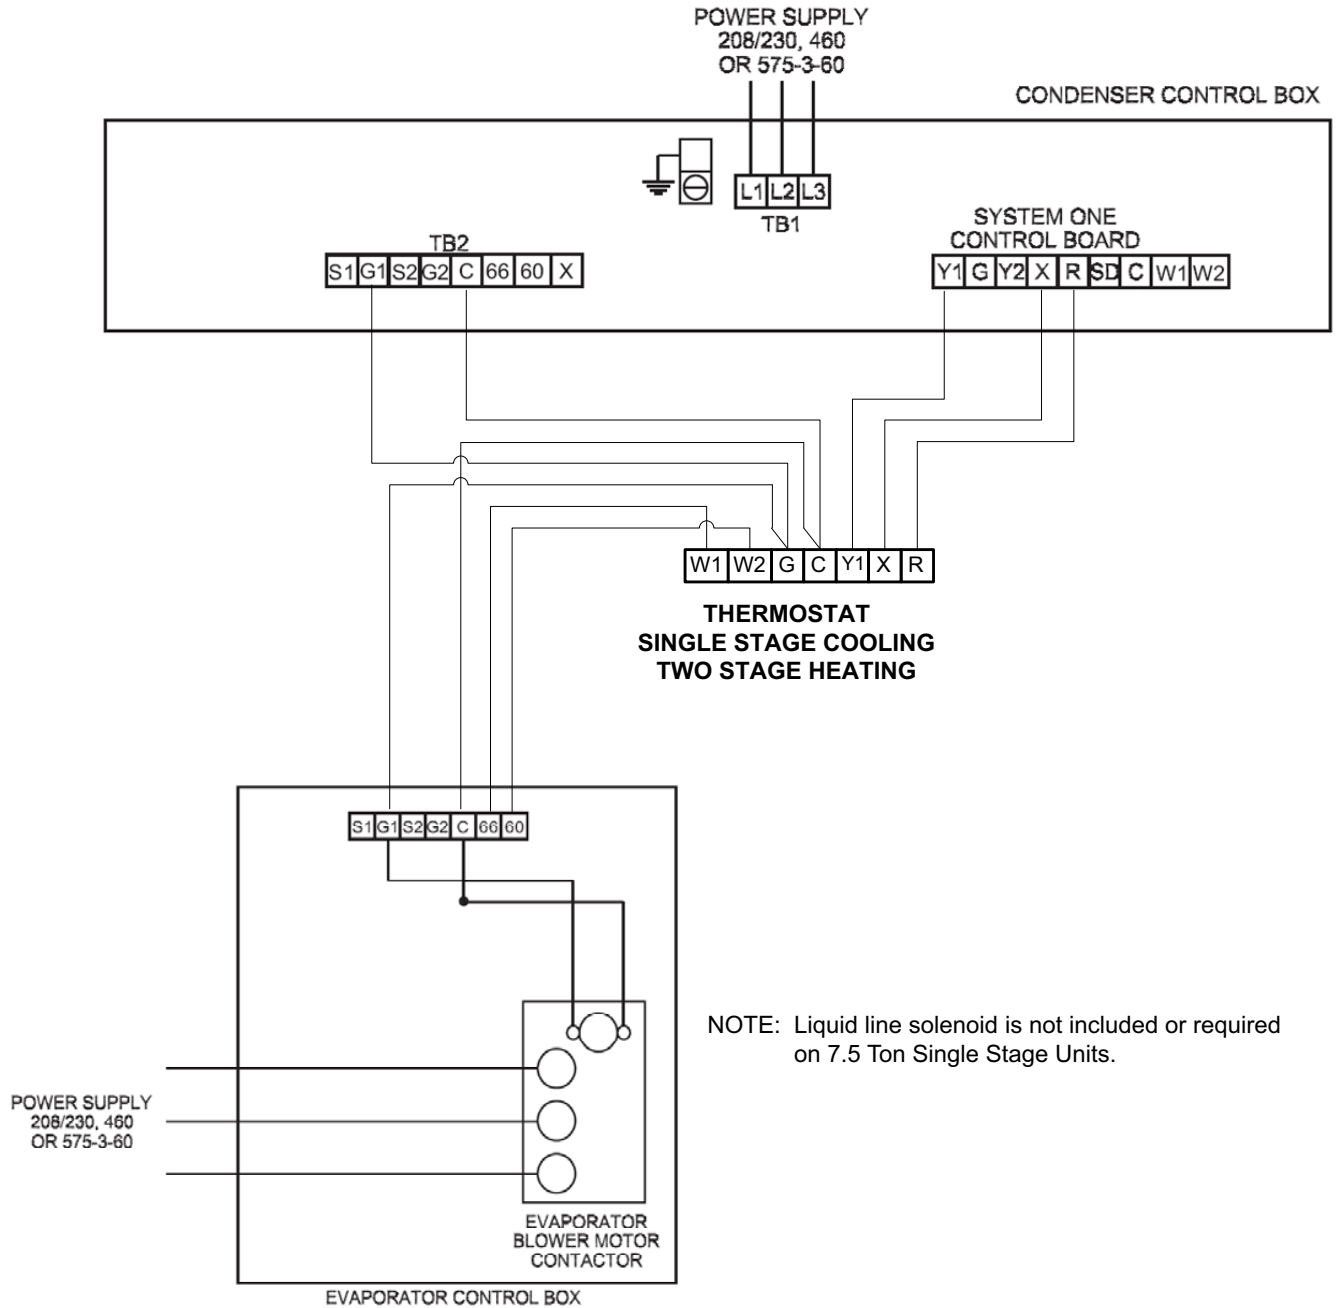 POWER SUPPLY
208/230, 460
OR 575-3-60
CONDENSER CONTROL BOX
L1 L2 L3
TB1
SYSTEM ONE
CONTROL BOARD
TB2
S1 G1 S2 G2 C 66 60 X
Y1 G Y2 X R SD C W1 W2
W1 W2 G C Y1 X R
THERMOSTAT
SINGLE STAGE COOLING
TWO STAGE HEATING
S1 G1 S2 G2 C 66 60
NOTE: Liquid line solenoid is not included or required
on 7.5 Ton Single Stage Units.
POWER SUPPLY
208/230, 460
OR 575-3-60
EVAPORATOR
BLOWER MOTOR
CONTACTOR
EVAPORATOR CONTROL BOX